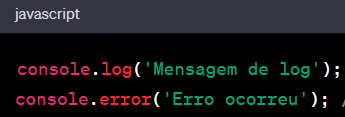 javascript
console.log('Mensagem de log');
console.error('Erro ocorreu'); /